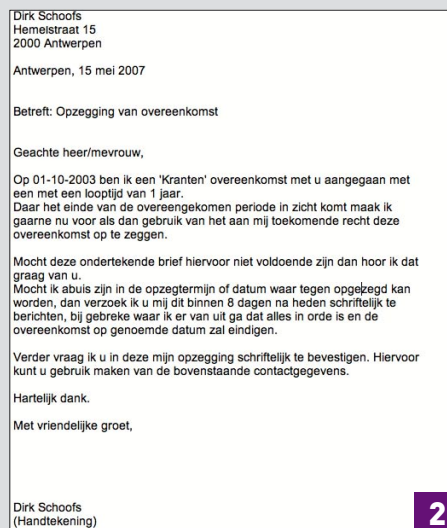 Dirk Schoofs
Hemelstraat 15
2000 Antwerpen
Antwerpen, 15 mei 2007
Betreft: Opzegging van overeenkomst
Geachte heer/mevrouw,
Op 01-10-2003 ben ik een 'Kranten' overeenkomst met u aangegaan met
een met een looptijd van 1 jaar.
Daar het einde van de overeengekomen periode in zicht komt maak ik
gaarne nu voor als dan gebruik van het aan mij toekomende recht deze
overeenkomst op te zeggen.
Mocht deze ondertekende brief hiervoor niet voldoende zijn dan hoor ik dat
graag van u.
Mocht ik abuis zijn in de opzegtermijn of datum waar tegen opgezegd kan
worden, dan verzoek ik u mij dit binnen 8 dagen na heden schriftelijk te
berichten, bij gebreke waar ik er van uit ga dat alles in orde is en de
overeenkomst op genoemde datum zal eindigen.
Verder vraag ik u in deze mijn opzegging schriftelijk te bevestigen. Hiervoor
kunt u gebruik maken van de bovenstaande contactgegevens.
Hartelijk dank.
Met vriendelijke groet,
Dirk Schoofs
(Handtekening)
2